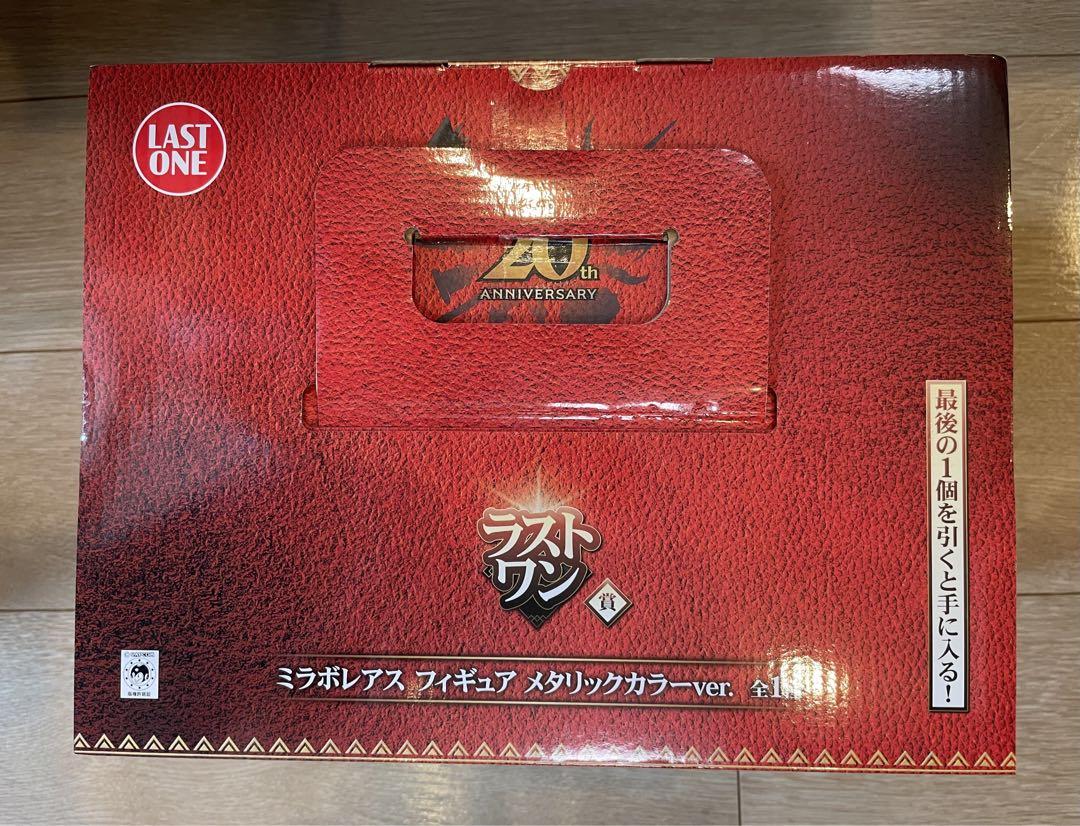 LAST
ONE
20th
ANNIVERSARY
ラスト
ワン
賞
ミラボレアス フィギュア メタリックカラーver. 全1
最後の1個を引くと手に入る!